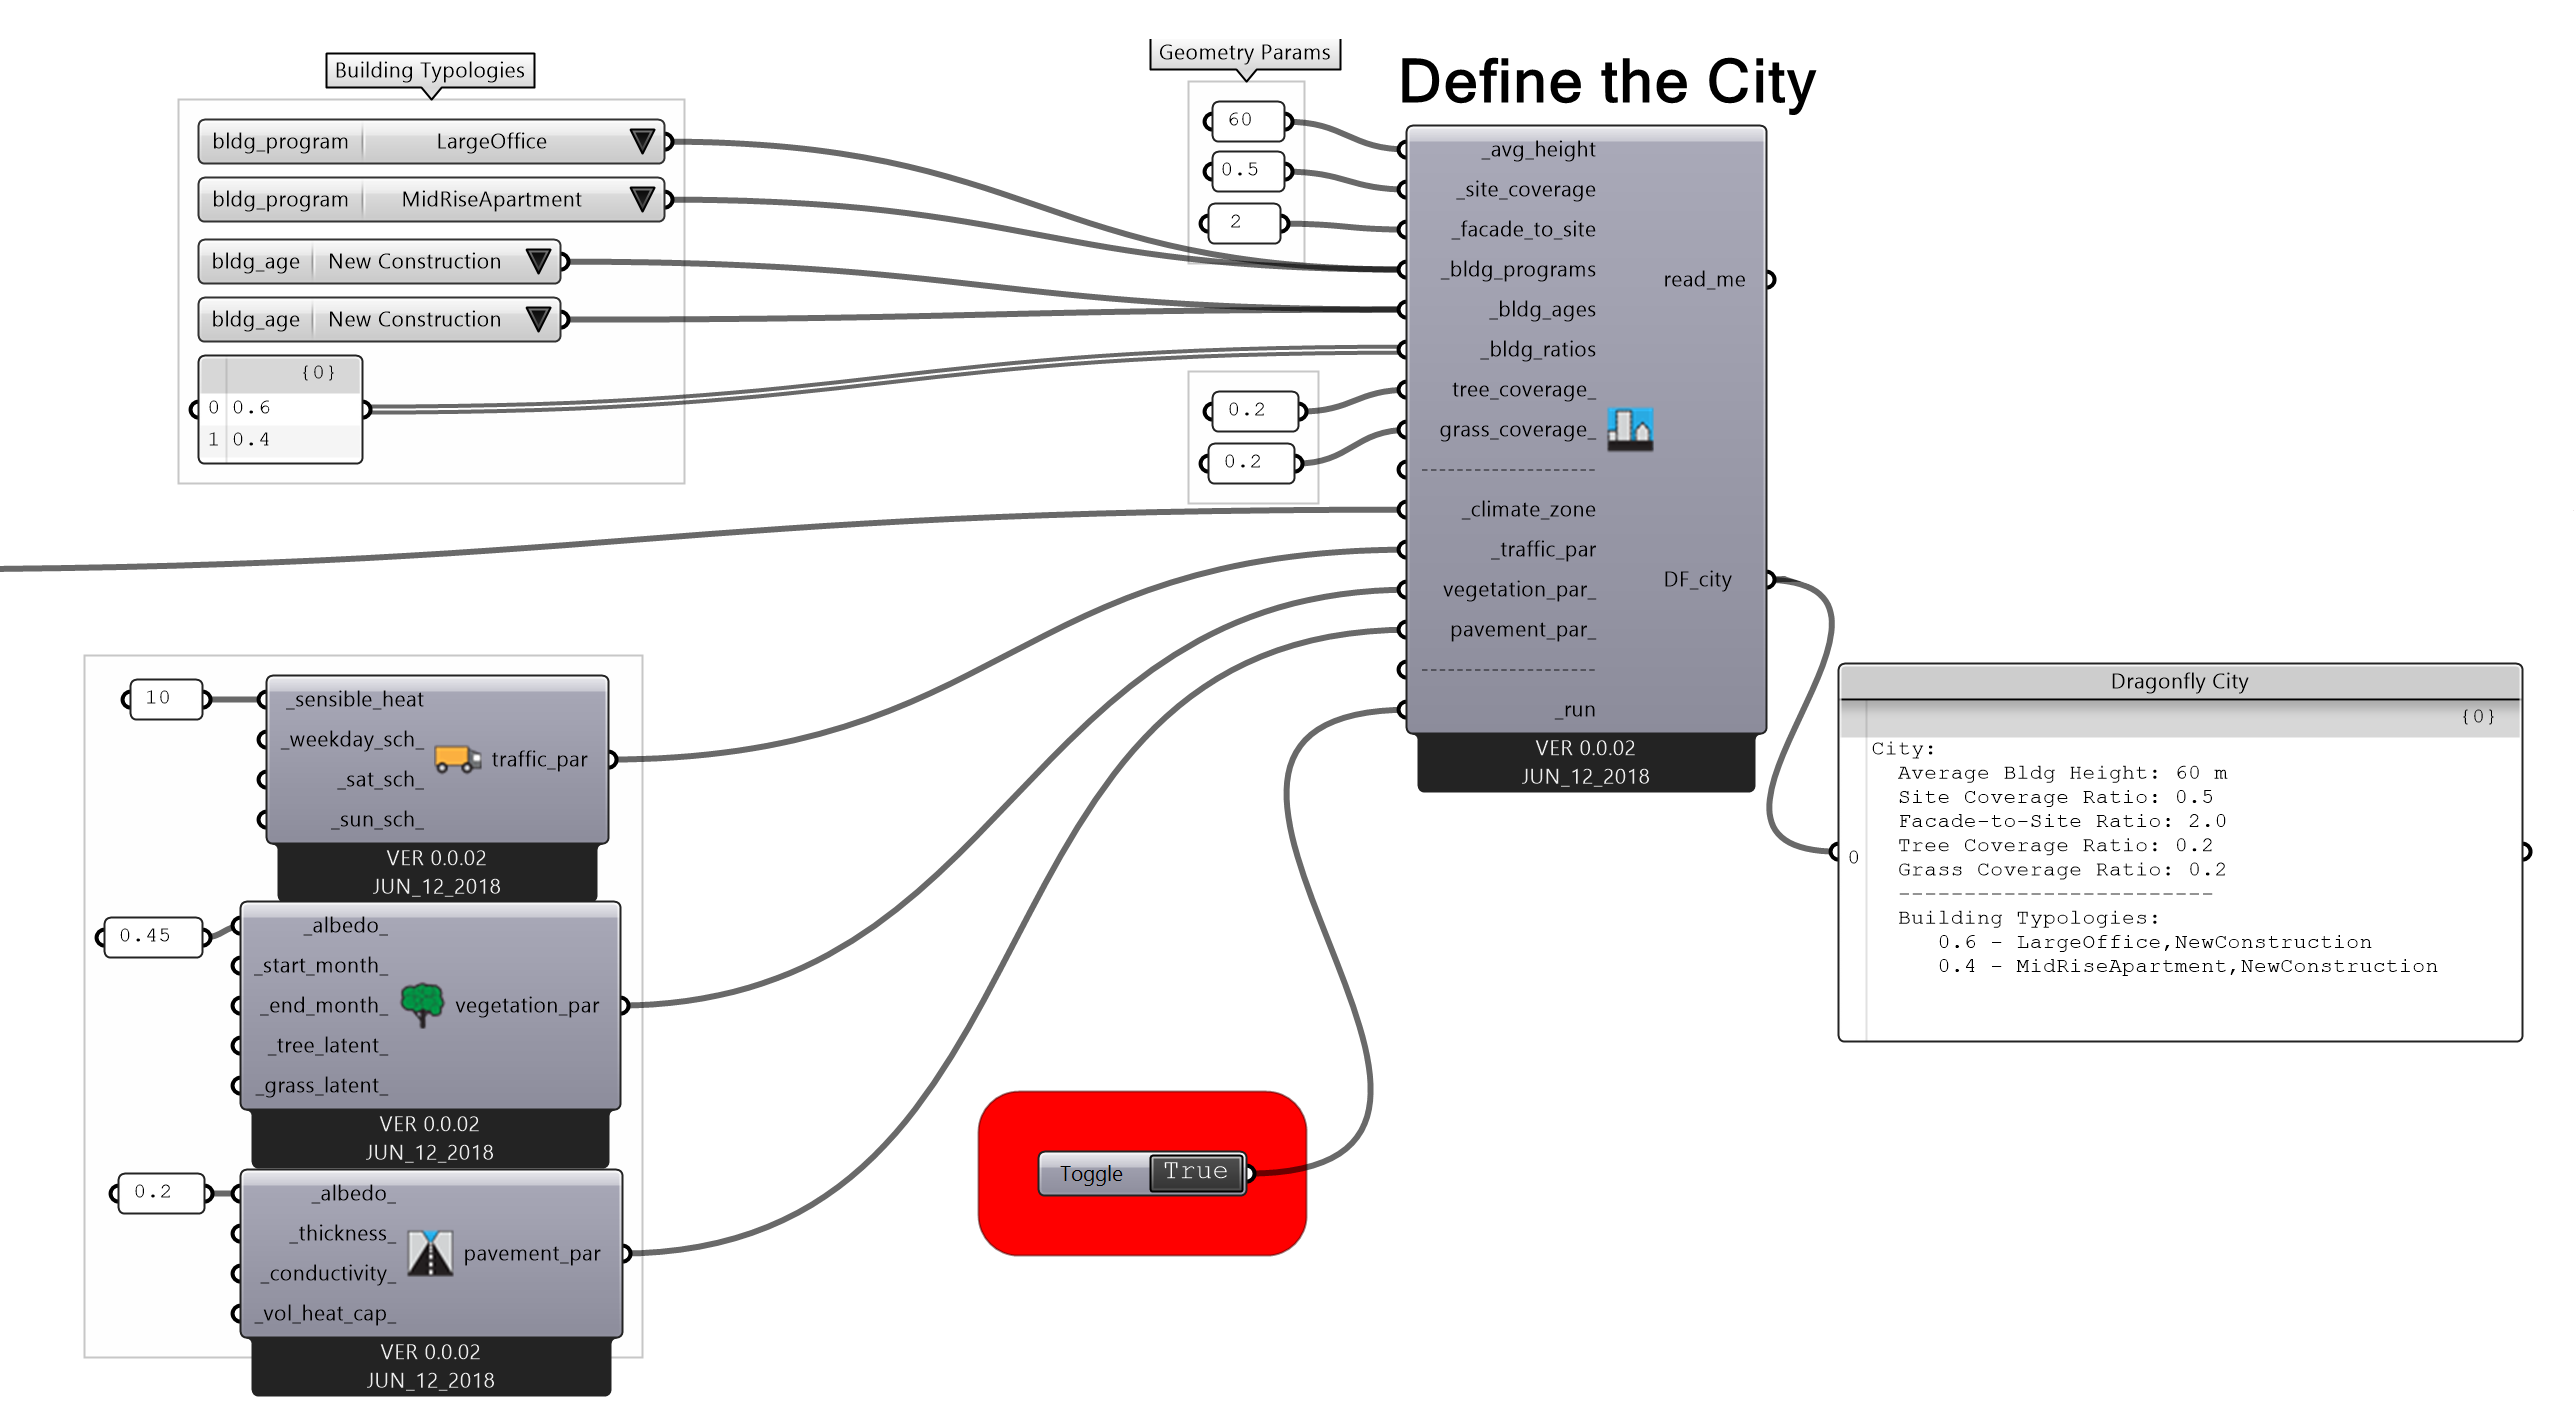 Building Typologies
bldg_program LargeOffice
bldg_program MidRiseApartment
bldg_age New Construction
bldg_age New Construction
{0}
0 0.6
1 0.4
Geometry Params
60
0.5
2
0.2
0.2
Define the City
_avg_height
_site_coverage
_facade_to_site
_bldg_programs
_bldg_ages
_bldg_ratios
tree_coverage_
grass_coverage_
-------------------
_climate_zone
_traffic_par
vegetation_par_
pavement_par_
-------------------
_run
read_me
DF_city
VER 0.0.02
JUN_12_2018
10
_sensible_heat
_weekday_sch_
_sat_sch_
_sun_sch_
traffic_par
VER 0.0.02
JUN_12_2018
0.45
_albedo_
_start_month_
_end_month_
_tree_latent_
_grass_latent_
vegetation_par
VER 0.0.02
JUN_12_2018
0.2
_albedo_
_thickness_
_conductivity_
_vol_heat_cap_
pavement_par
VER 0.0.02
JUN_12_2018
Toggle True
Dragonfly City
{0}
0
City:
Average Bldg Height: 60 m
Site Coverage Ratio: 0.5
Facade-to-Site Ratio: 2.0
Tree Coverage Ratio: 0.2
Grass Coverage Ratio: 0.2
------------------------
Building Typologies:
0.6 - LargeOffice,NewConstruction
0.4 - MidRiseApartment,NewConstruction